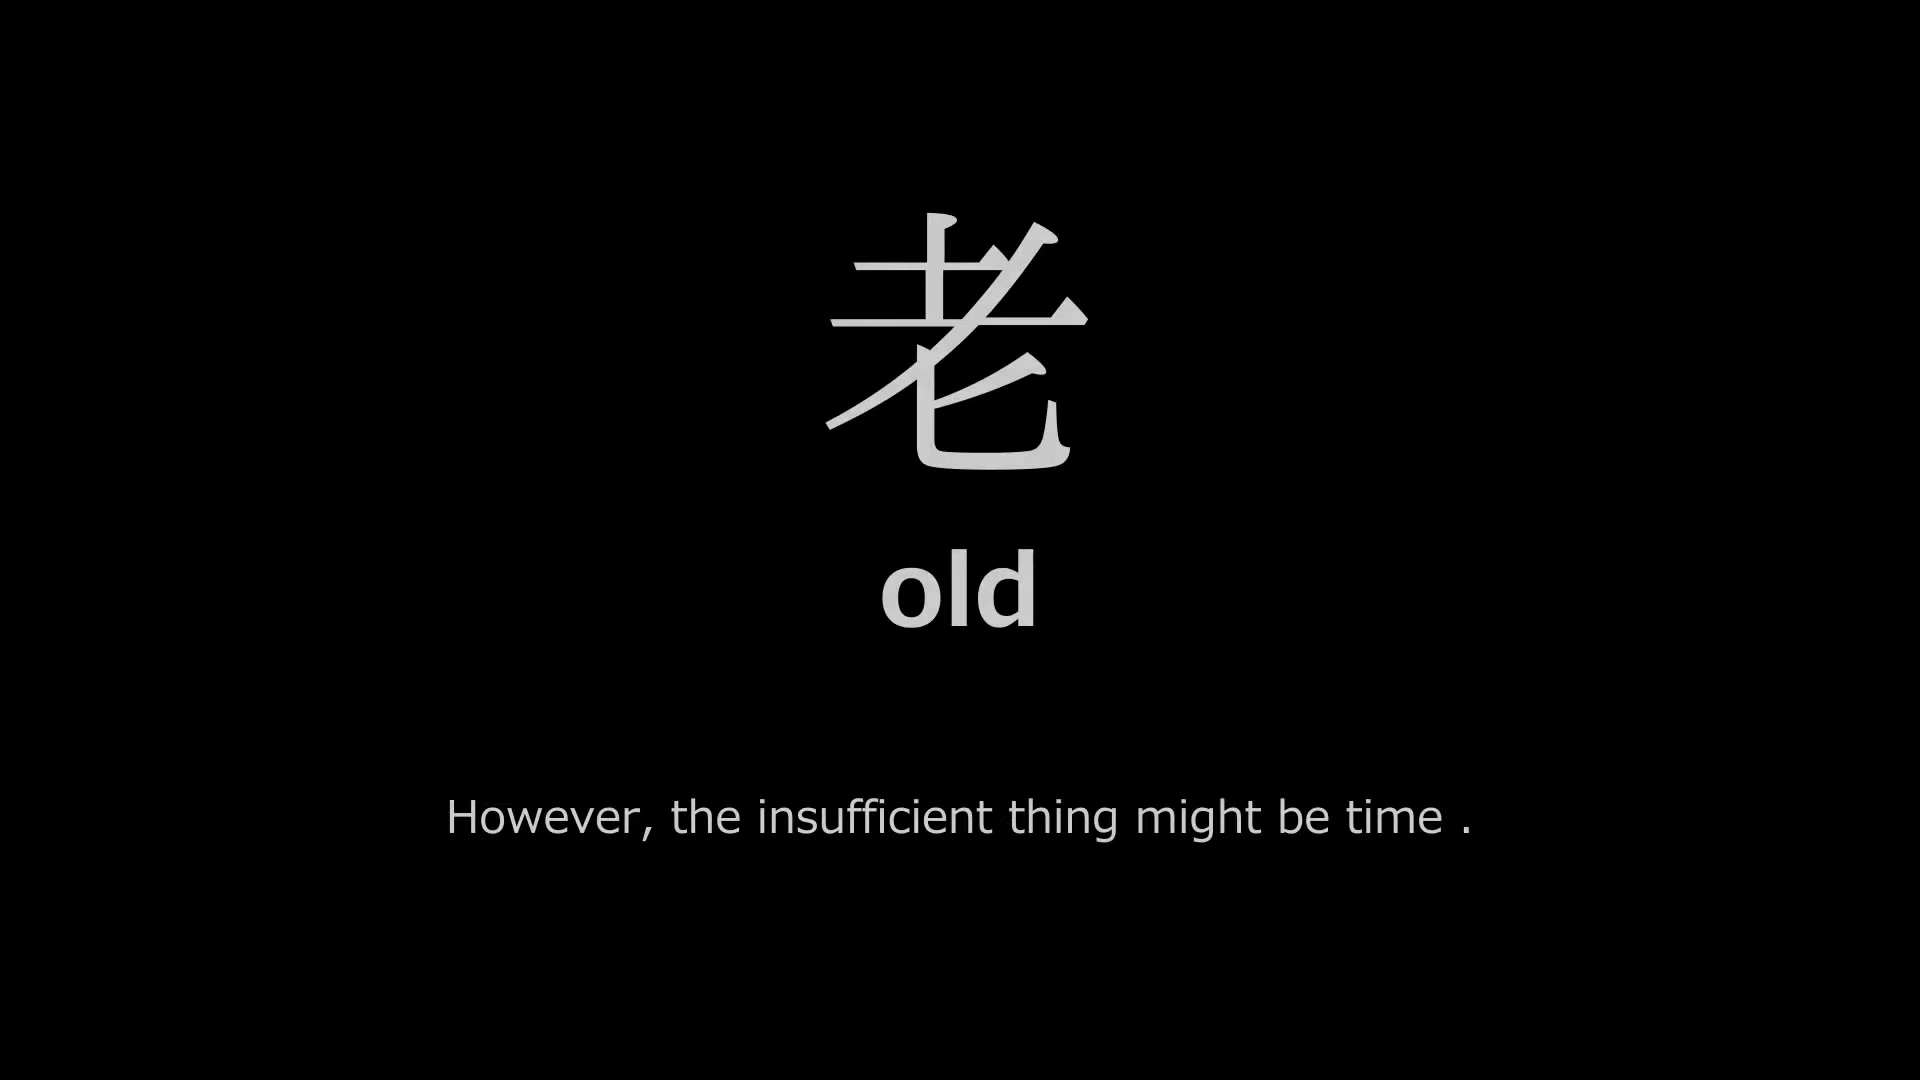 老
old
However, the insufficient thing might be time .